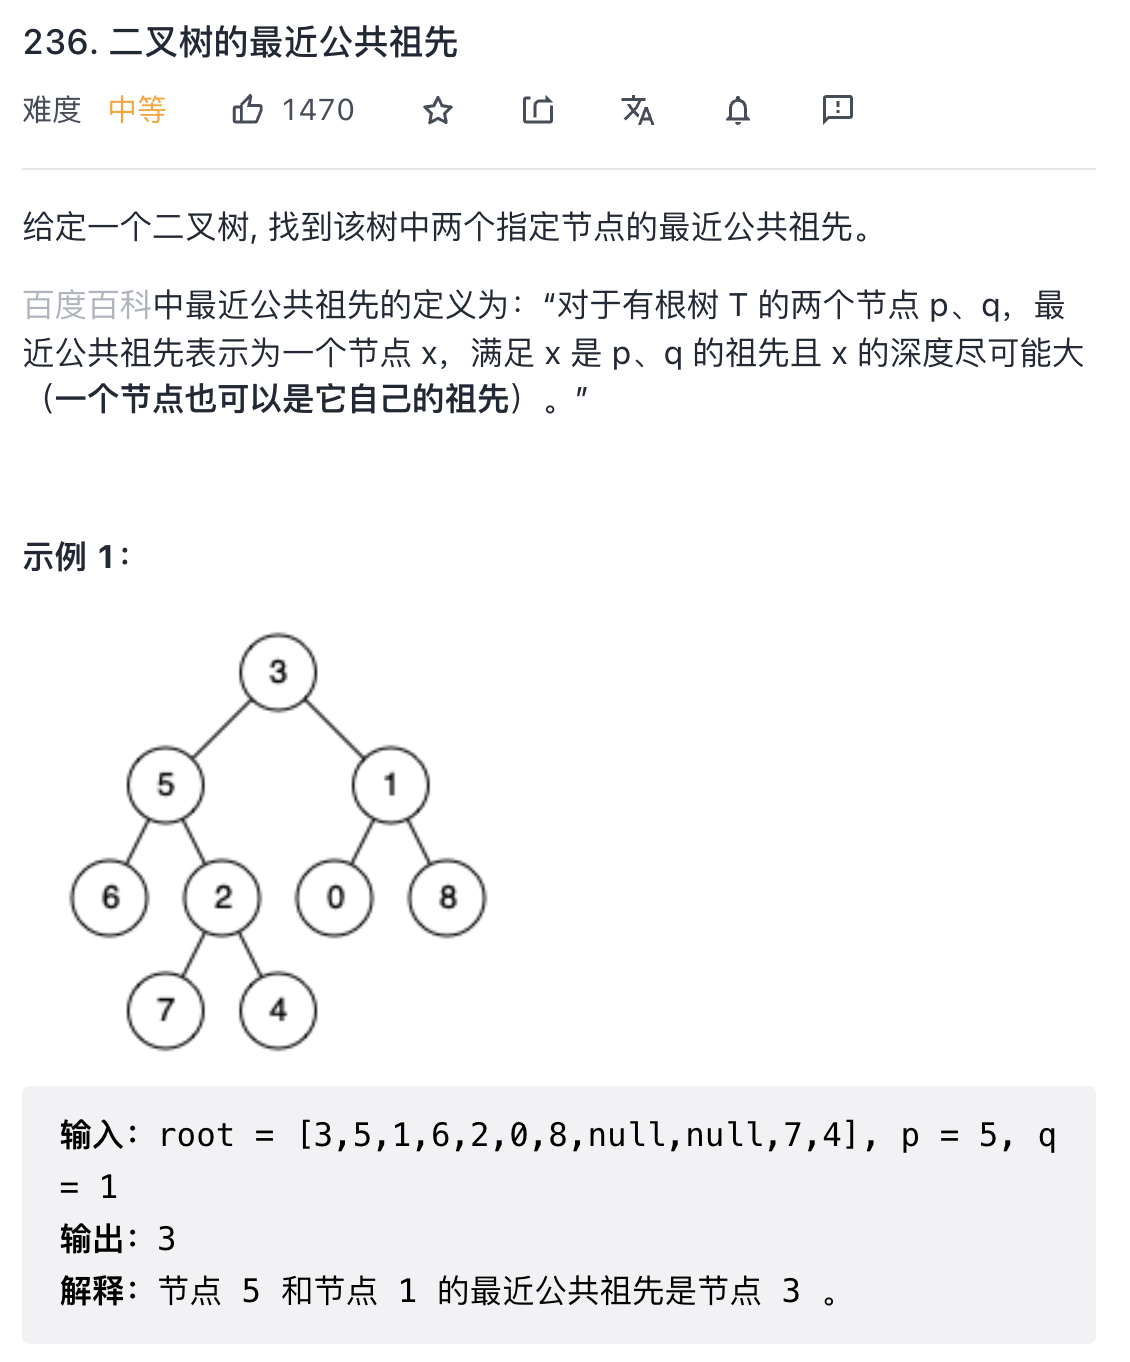 236. 二叉树的最近公共祖先
难度 中等 1470
给定一个二叉树, 找到该树中两个指定节点的最近公共祖先。
百度百科中最近公共祖先的定义为：“对于有根树 T 的两个节点 p、q，最
近公共祖先表示为一个节点 x，满足 x 是 p、q 的祖先且 x 的深度尽可能大
（一个节点也可以是它自己的祖先）。”
示例 1：
3
5 1
6 2 0 8
7 4
输入：root = [3,5,1,6,2,0,8,null,null,7,4], p = 5, q
= 1
输出：3
解释：节点 5 和节点 1 的最近公共祖先是节点 3 。